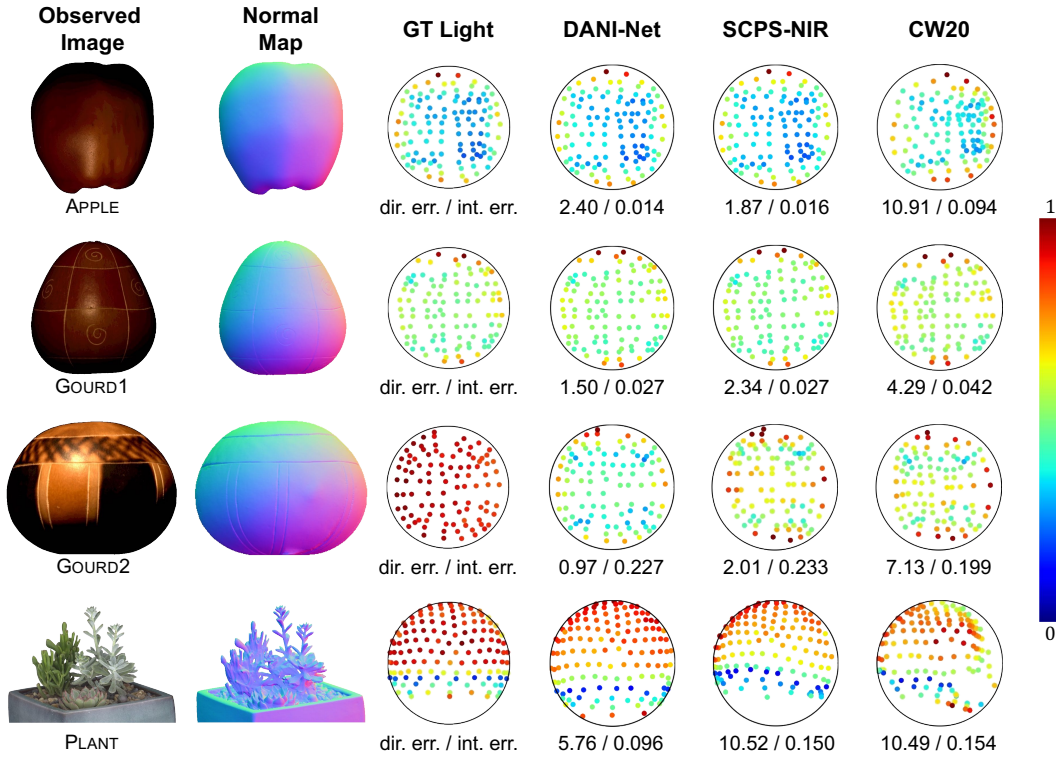 Observed Image
Normal Map
GT Light
DANI-Net
SCPS-NIR
CW20
APPLE
dir. err. / int. err.
2.40 / 0.014
1.87 / 0.016
10.91 / 0.094
1
GOURD1
dir. err. / int. err.
1.50 / 0.027
2.34 / 0.027
4.29 / 0.042
GOURD2
dir. err. / int. err.
0.97 / 0.227
2.01 / 0.233
7.13 / 0.199
0
PLANT
dir. err. / int. err.
5.76 / 0.096
10.52 / 0.150
10.49 / 0.154